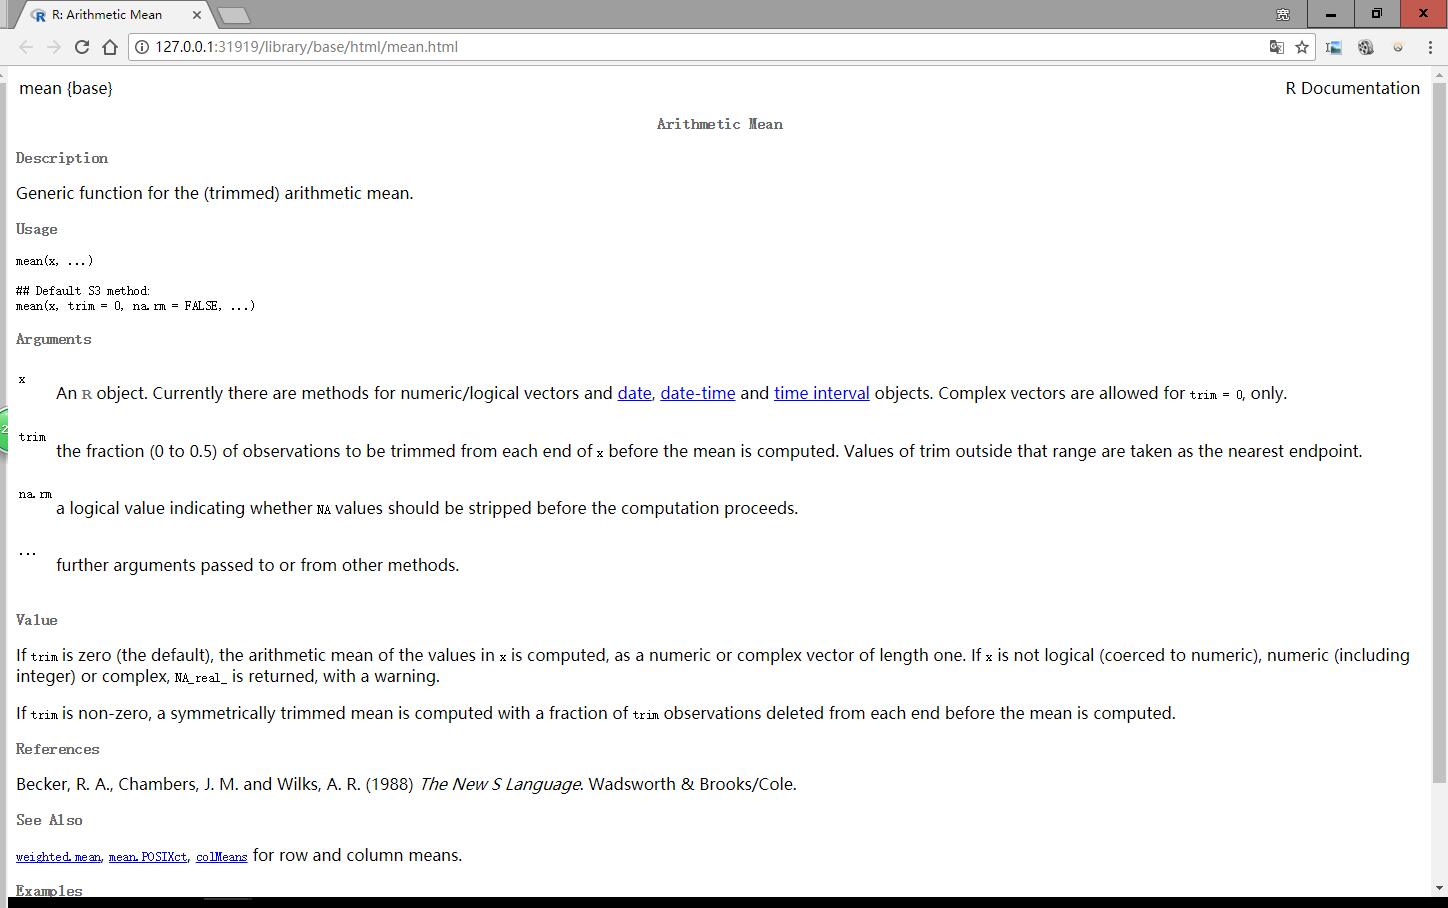 R: Arithmetic Mean
宽
127.0.0.1:31919/library/base/html/mean.html
mean {base}
R Documentation
Arithmetic Mean
Description
Generic function for the (trimmed) arithmetic mean.
Usage
mean(x, ...)
## Default S3 method:
mean(x, trim = 0, na.rm = FALSE, ...)
Arguments
x
An R object. Currently there are methods for numeric/logical vectors and date, date-time and time interval objects. Complex vectors are allowed for trim = 0, only.
trim
the fraction (0 to 0.5) of observations to be trimmed from each end of x before the mean is computed. Values of trim outside that range are taken as the nearest endpoint.
na.rm
a logical value indicating whether NA values should be stripped before the computation proceeds.
...
further arguments passed to or from other methods.
Value
If trim is zero (the default), the arithmetic mean of the values in x is computed, as a numeric or complex vector of length one. If x is not logical (coerced to numeric), numeric (including
integer) or complex, NA_real_ is returned, with a warning.
If trim is non-zero, a symmetrically trimmed mean is computed with a fraction of trim observations deleted from each end before the mean is computed.
References
Becker, R. A., Chambers, J. M. and Wilks, A. R. (1988) The New S Language. Wadsworth & Brooks/Cole.
See Also
weighted.mean, mean.POSIXct, colMeans for row and column means.
Examples